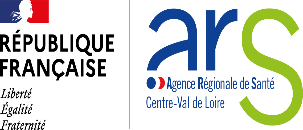 RÉPUBLIQUE
FRANÇAISE
Liberté
Égalité
Fraternité
ars
Agence Régionale de Santé
Centre-Val de Loire